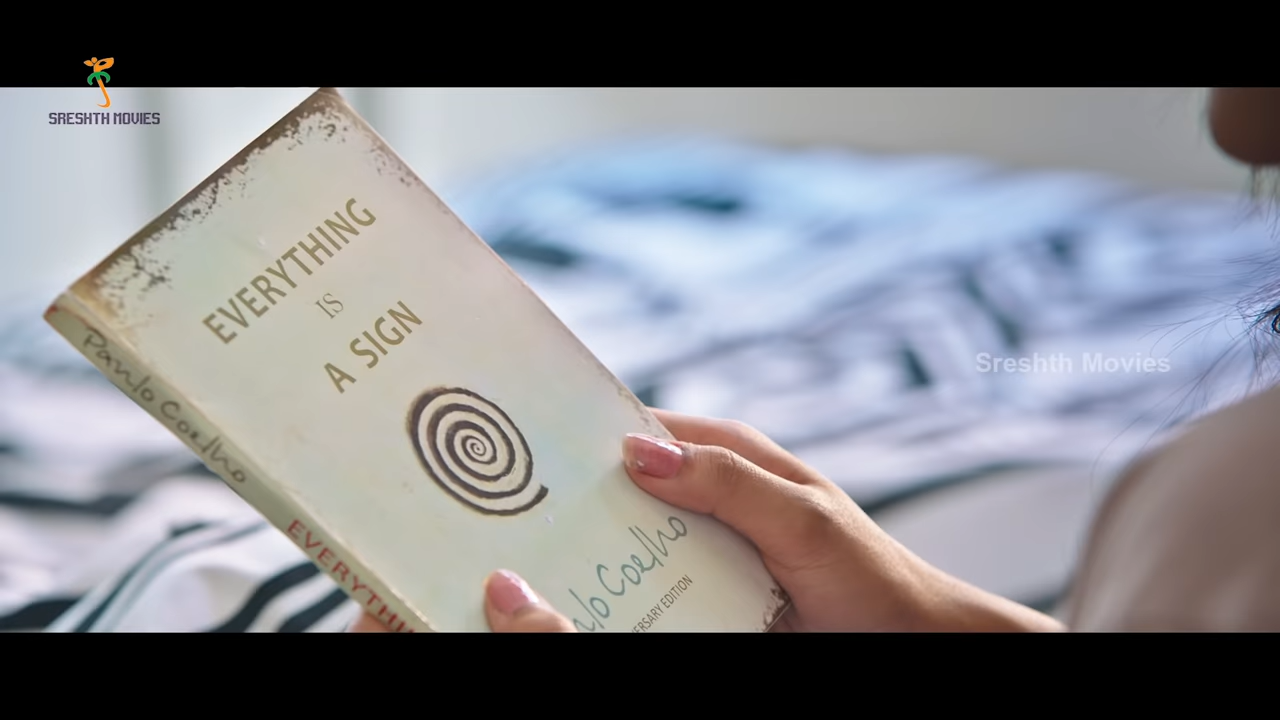 SRESHTH MOVIES
EVERYTHING
IS
A SIGN
Paulo Coelho
EVERYTHI
lo Coelho
ERSARY EDITION
Sreshth Movies